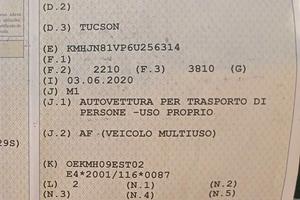 (D.2)
(D.3) TUCSON
(E) KMHJN81VP6U256314
(F.1)
(F.2) 2210 (F.3) 3810 (G)
(I) 03.06.2020
(J) M1
(J.1) AUTOVETTURA PER TRASPORTO DI
PERSONE -USO PROPRIO
(J.2) AF (VEICOLO MULTIUSO)
29S)
(K) OEKMH09EST02
E4*2001/116*0087
(L) 2 (N.1) (N.2)
(N.3) (N.4) (N.5)